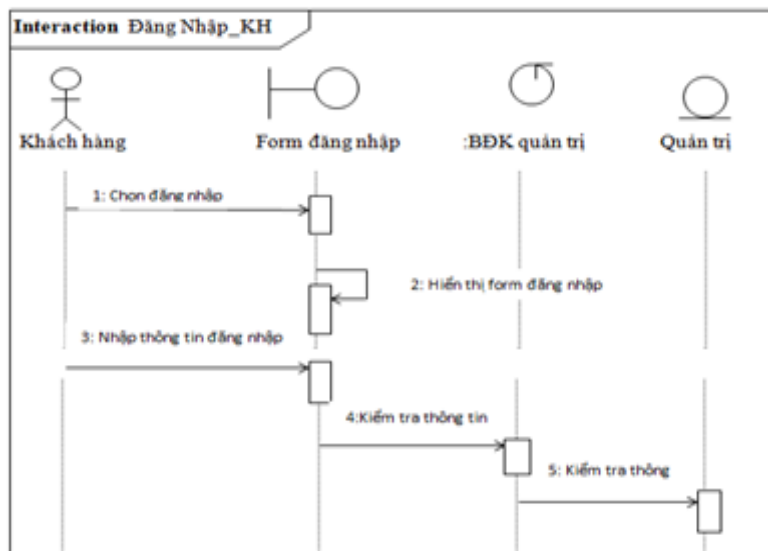 Interaction Đăng Nhập_KH
Khách hàng
Form đăng nhập
:BĐK quản trị
Quản trị
1: Chọn đăng nhập
2: Hiển thị form đăng nhập
3: Nhập thông tin đăng nhập
4:Kiểm tra thông tin
5: Kiểm tra thông